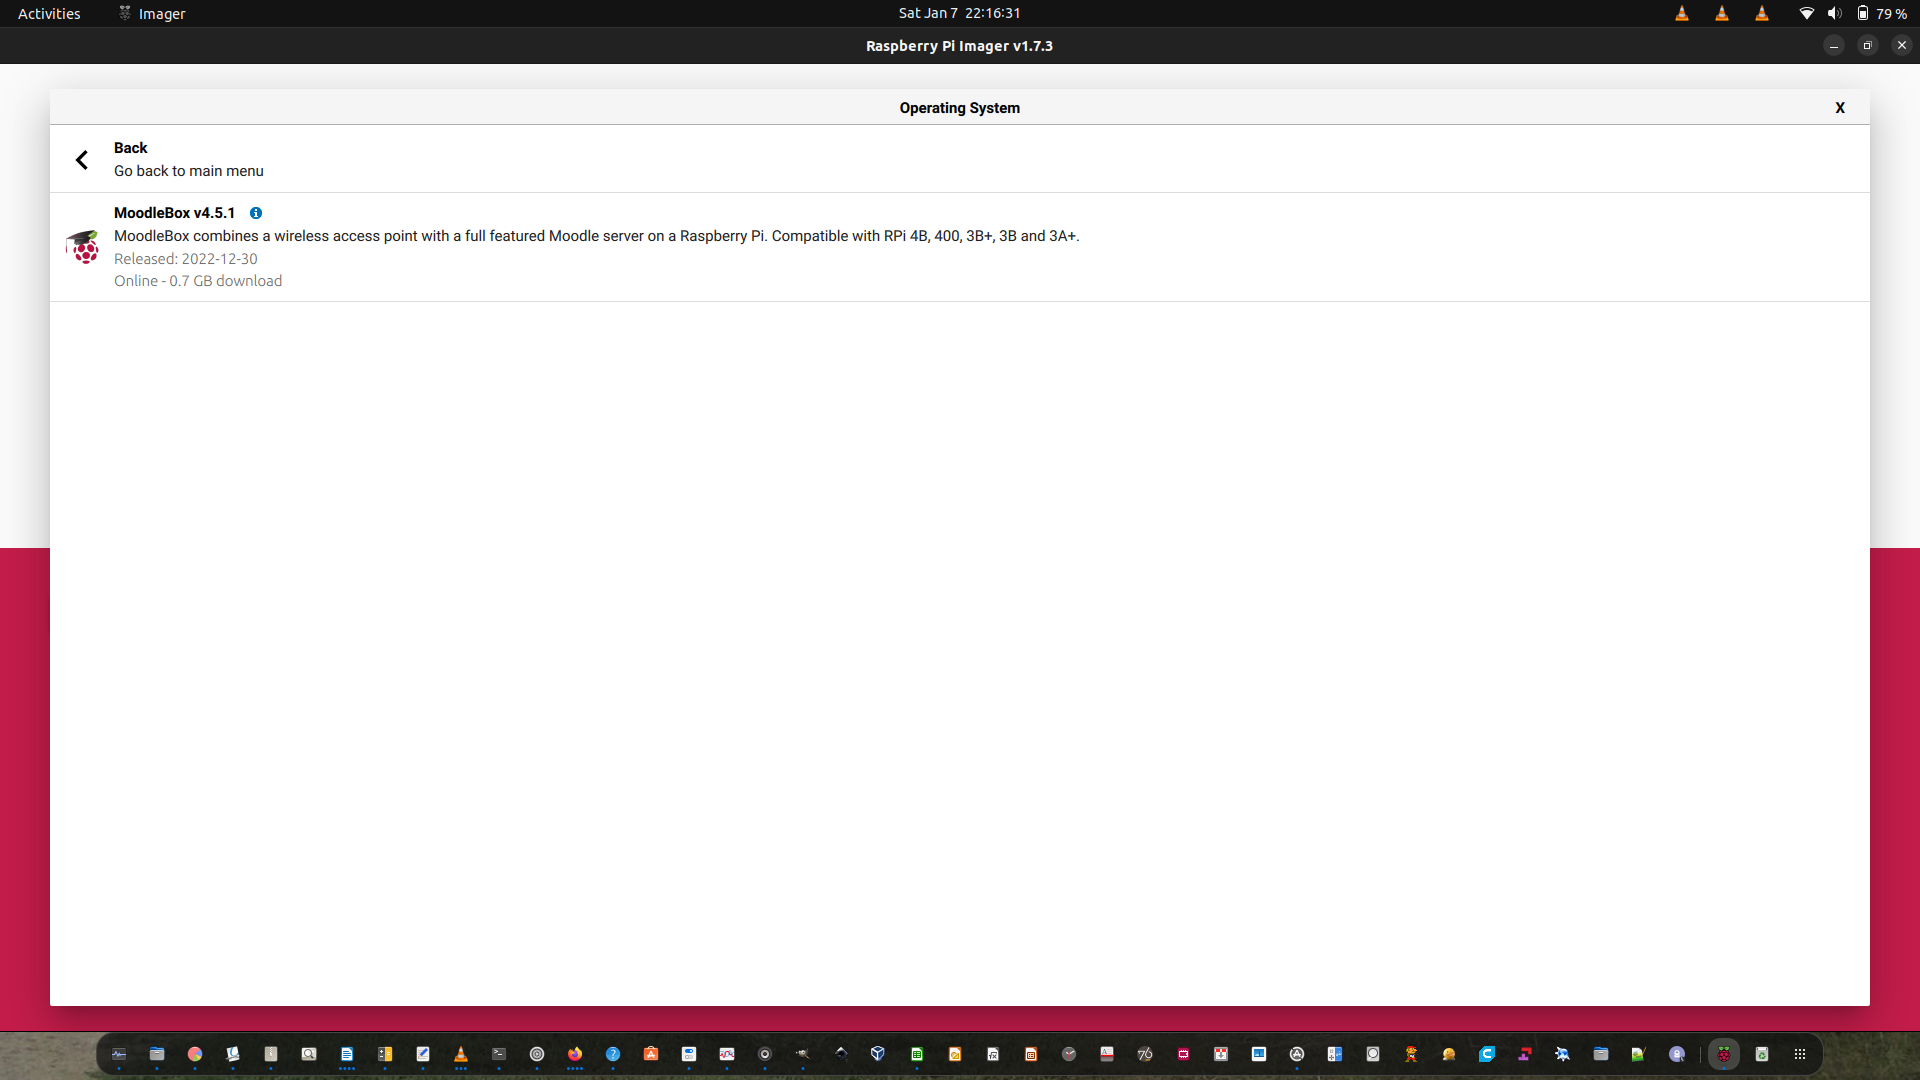 Activities
Imager
Sat Jan 7 22:16:31
79 %
Raspberry Pi Imager v1.7.3
Operating System
X
Back
Go back to main menu
MoodleBox v4.5.1
MoodleBox combines a wireless access point with a full featured Moodle server on a Raspberry Pi. Compatible with RPi 4B, 400, 3B+, 3B and 3A+.
Released: 2022-12-30
Online - 0.7 GB download